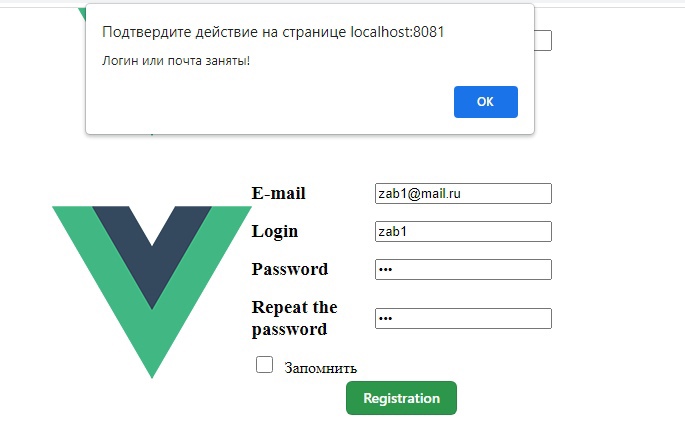 Подтвердите действие на странице localhost:8081
Логин или почта заняты!
OK
E-mail zab1@mail.ru
Login zab1
Password •••
Repeat the
password •••
Запомнить
Registration